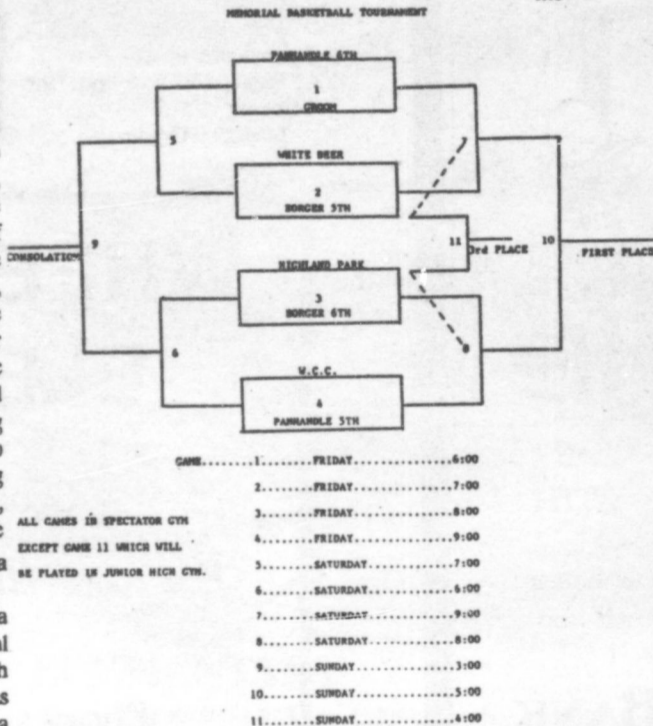 MEMORIAL BASKETBALL TOURNAMENT
PANHANDLE 6TH
1
GROOM
5
7
WHITE DEER
2
BORGER 5TH
9
CONSOLATION
11
3rd PLACE
10
FIRST PLACE
HIGHLAND PARK
3
BORGER 6TH
6
8
W.C.C.
4
PANHANDLE 5TH
GAME........1........FRIDAY...............6:00
2........FRIDAY...............7:00
3........FRIDAY...............8:00
4........FRIDAY...............9:00
5........SATURDAY.............7:00
6........SATURDAY.............6:00
7........SATURDAY.............9:00
8........SATURDAY.............8:00
9........SUNDAY...............3:00
10.......SUNDAY...............5:00
11.......SUNDAY...............4:00
ALL GAMES IN SPECTATOR GYM
EXCEPT GAME 11 WHICH WILL
BE PLAYED IN JUNIOR HIGH GYM.